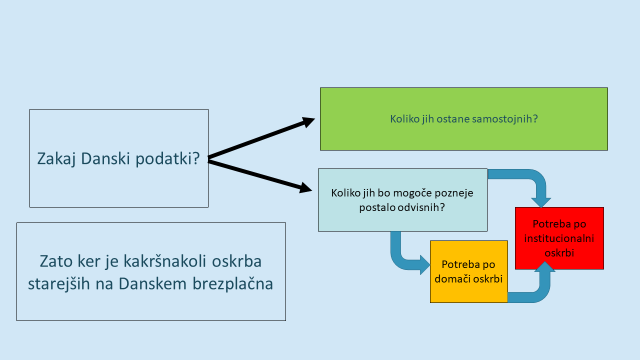 Zakaj Danski podatki?
Zato ker je kakršnakoli oskrba
starejših na Danskem brezplačna
Koliko jih ostane samostojnih?
Koliko jih bo mogoče pozneje
postalo odvisnih?
Potreba po
domači oskrbi
Potreba po
institucionalni
oskrbi